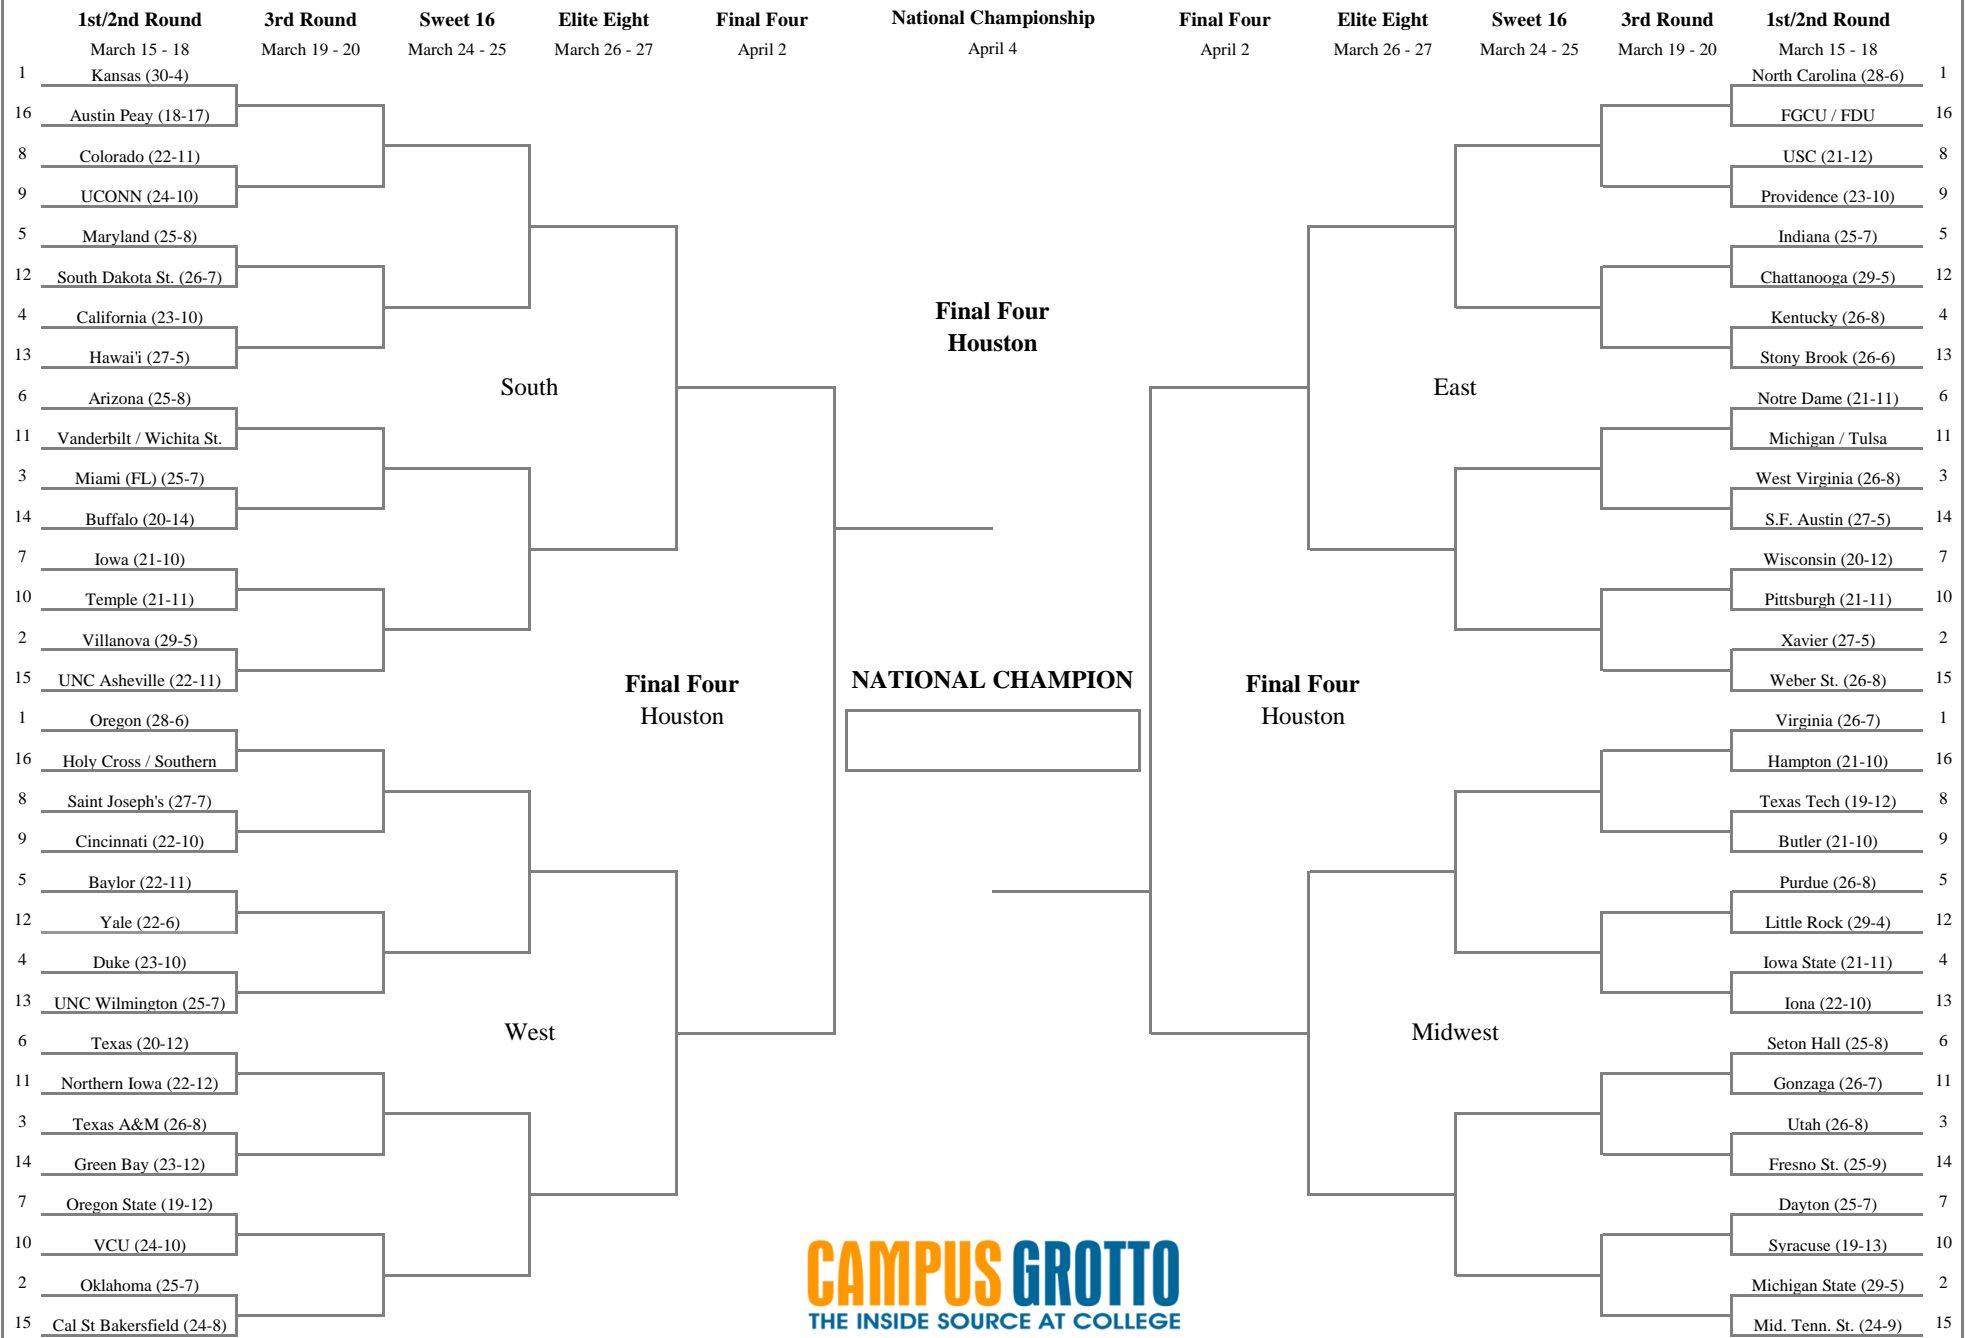 1st/2nd Round 3rd Round Sweet 16 Elite Eight Final Four National Championship Final Four Elite Eight Sweet 16 3rd Round 1st/2nd Round
March 15 - 18 March 19 - 20 March 24 - 25 March 26 - 27 April 2 April 4 April 2 March 26 - 27 March 24 - 25 March 19 - 20 March 15 - 18
1 Kansas (30-4) North Carolina (28-6) 1
16 Austin Peay (18-17) FGCU / FDU 16
8 Colorado (22-11) USC (21-12) 8
9 UCONN (24-10) Providence (23-10) 9
5 Maryland (25-8) Indiana (25-7) 5
12 South Dakota St. (26-7) Chattanooga (29-5) 12
4 California (23-10) Final Four Kentucky (26-8) 4
13 Hawai'i (27-5) Houston Stony Brook (26-6) 13
South East
6 Arizona (25-8) Notre Dame (21-11) 6
11 Vanderbilt / Wichita St. Michigan / Tulsa 11
3 Miami (FL) (25-7) West Virginia (26-8) 3
14 Buffalo (20-14) S.F. Austin (27-5) 14
7 Iowa (21-10) Wisconsin (20-12) 7
10 Temple (21-11) Pittsburgh (21-11) 10
2 Villanova (29-5) Xavier (27-5) 2
15 UNC Asheville (22-11) Final Four NATIONAL CHAMPION Final Four Weber St. (26-8) 15
1 Oregon (28-6) Houston Houston Virginia (26-7) 1
16 Holy Cross / Southern Hampton (21-10) 16
8 Saint Joseph's (27-7) Texas Tech (19-12) 8
9 Cincinnati (22-10) Butler (21-10) 9
5 Baylor (22-11) Purdue (26-8) 5
12 Yale (22-6) Little Rock (29-4) 12
4 Duke (23-10) Iowa State (21-11) 4
13 UNC Wilmington (25-7) Iona (22-10) 13
West Midwest
6 Texas (20-12) Seton Hall (25-8) 6
11 Northern Iowa (22-12) Gonzaga (26-7) 11
3 Texas A&M (26-8) Utah (26-8) 3
14 Green Bay (23-12) Fresno St. (25-9) 14
7 Oregon State (19-12) Dayton (25-7) 7
10 VCU (24-10) Syracuse (19-13) 10
2 Oklahoma (25-7) CAMPUS GROTTO Michigan State (29-5) 2
15 Cal St Bakersfield (24-8) THE INSIDE SOURCE AT COLLEGE Mid. Tenn. St. (24-9) 15